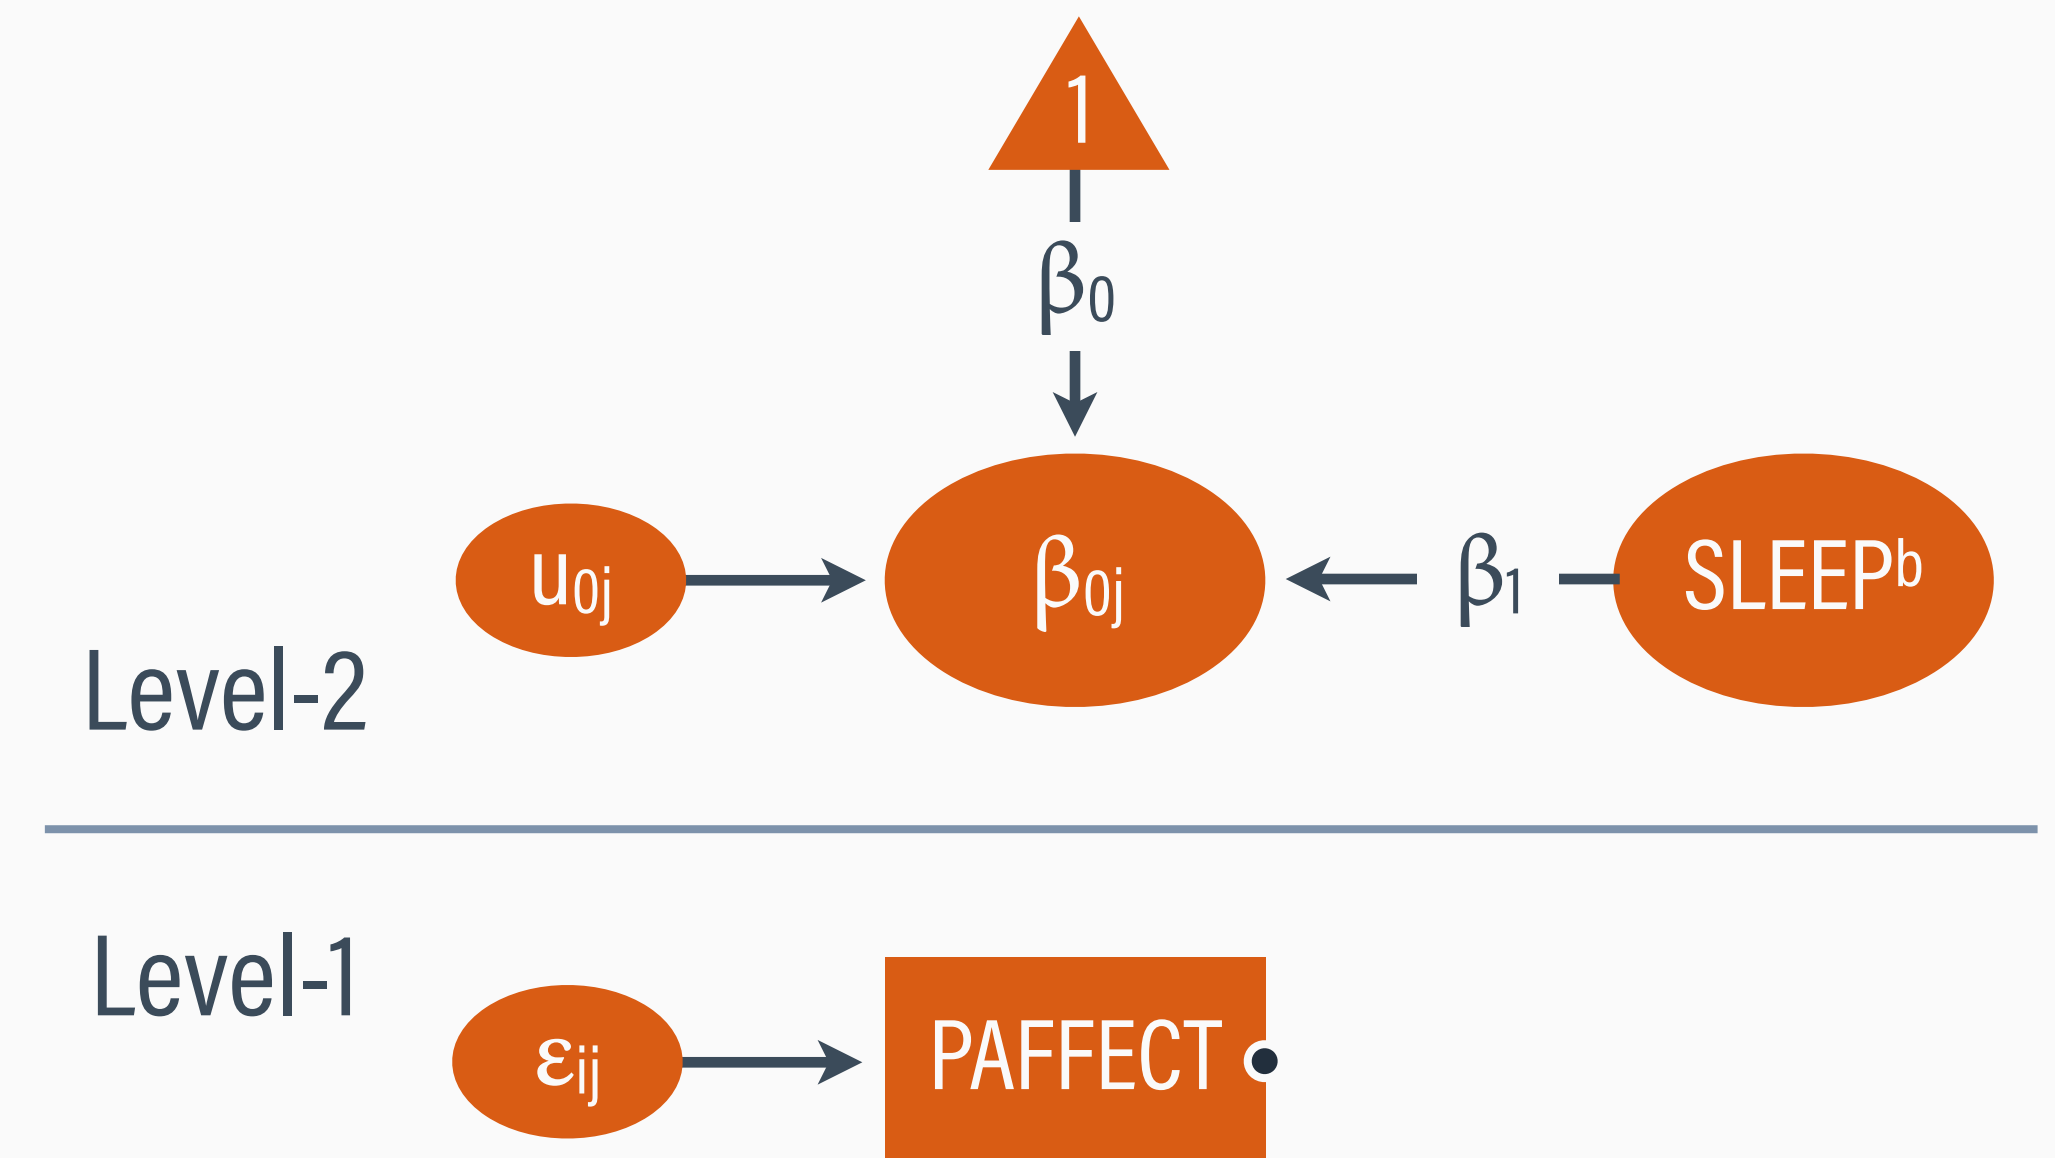 1
β₀
u₀ⱼ β₀ⱼ β₁ SLEEPᵇ
Level-2
Level-1
εᵢⱼ PAFFECT